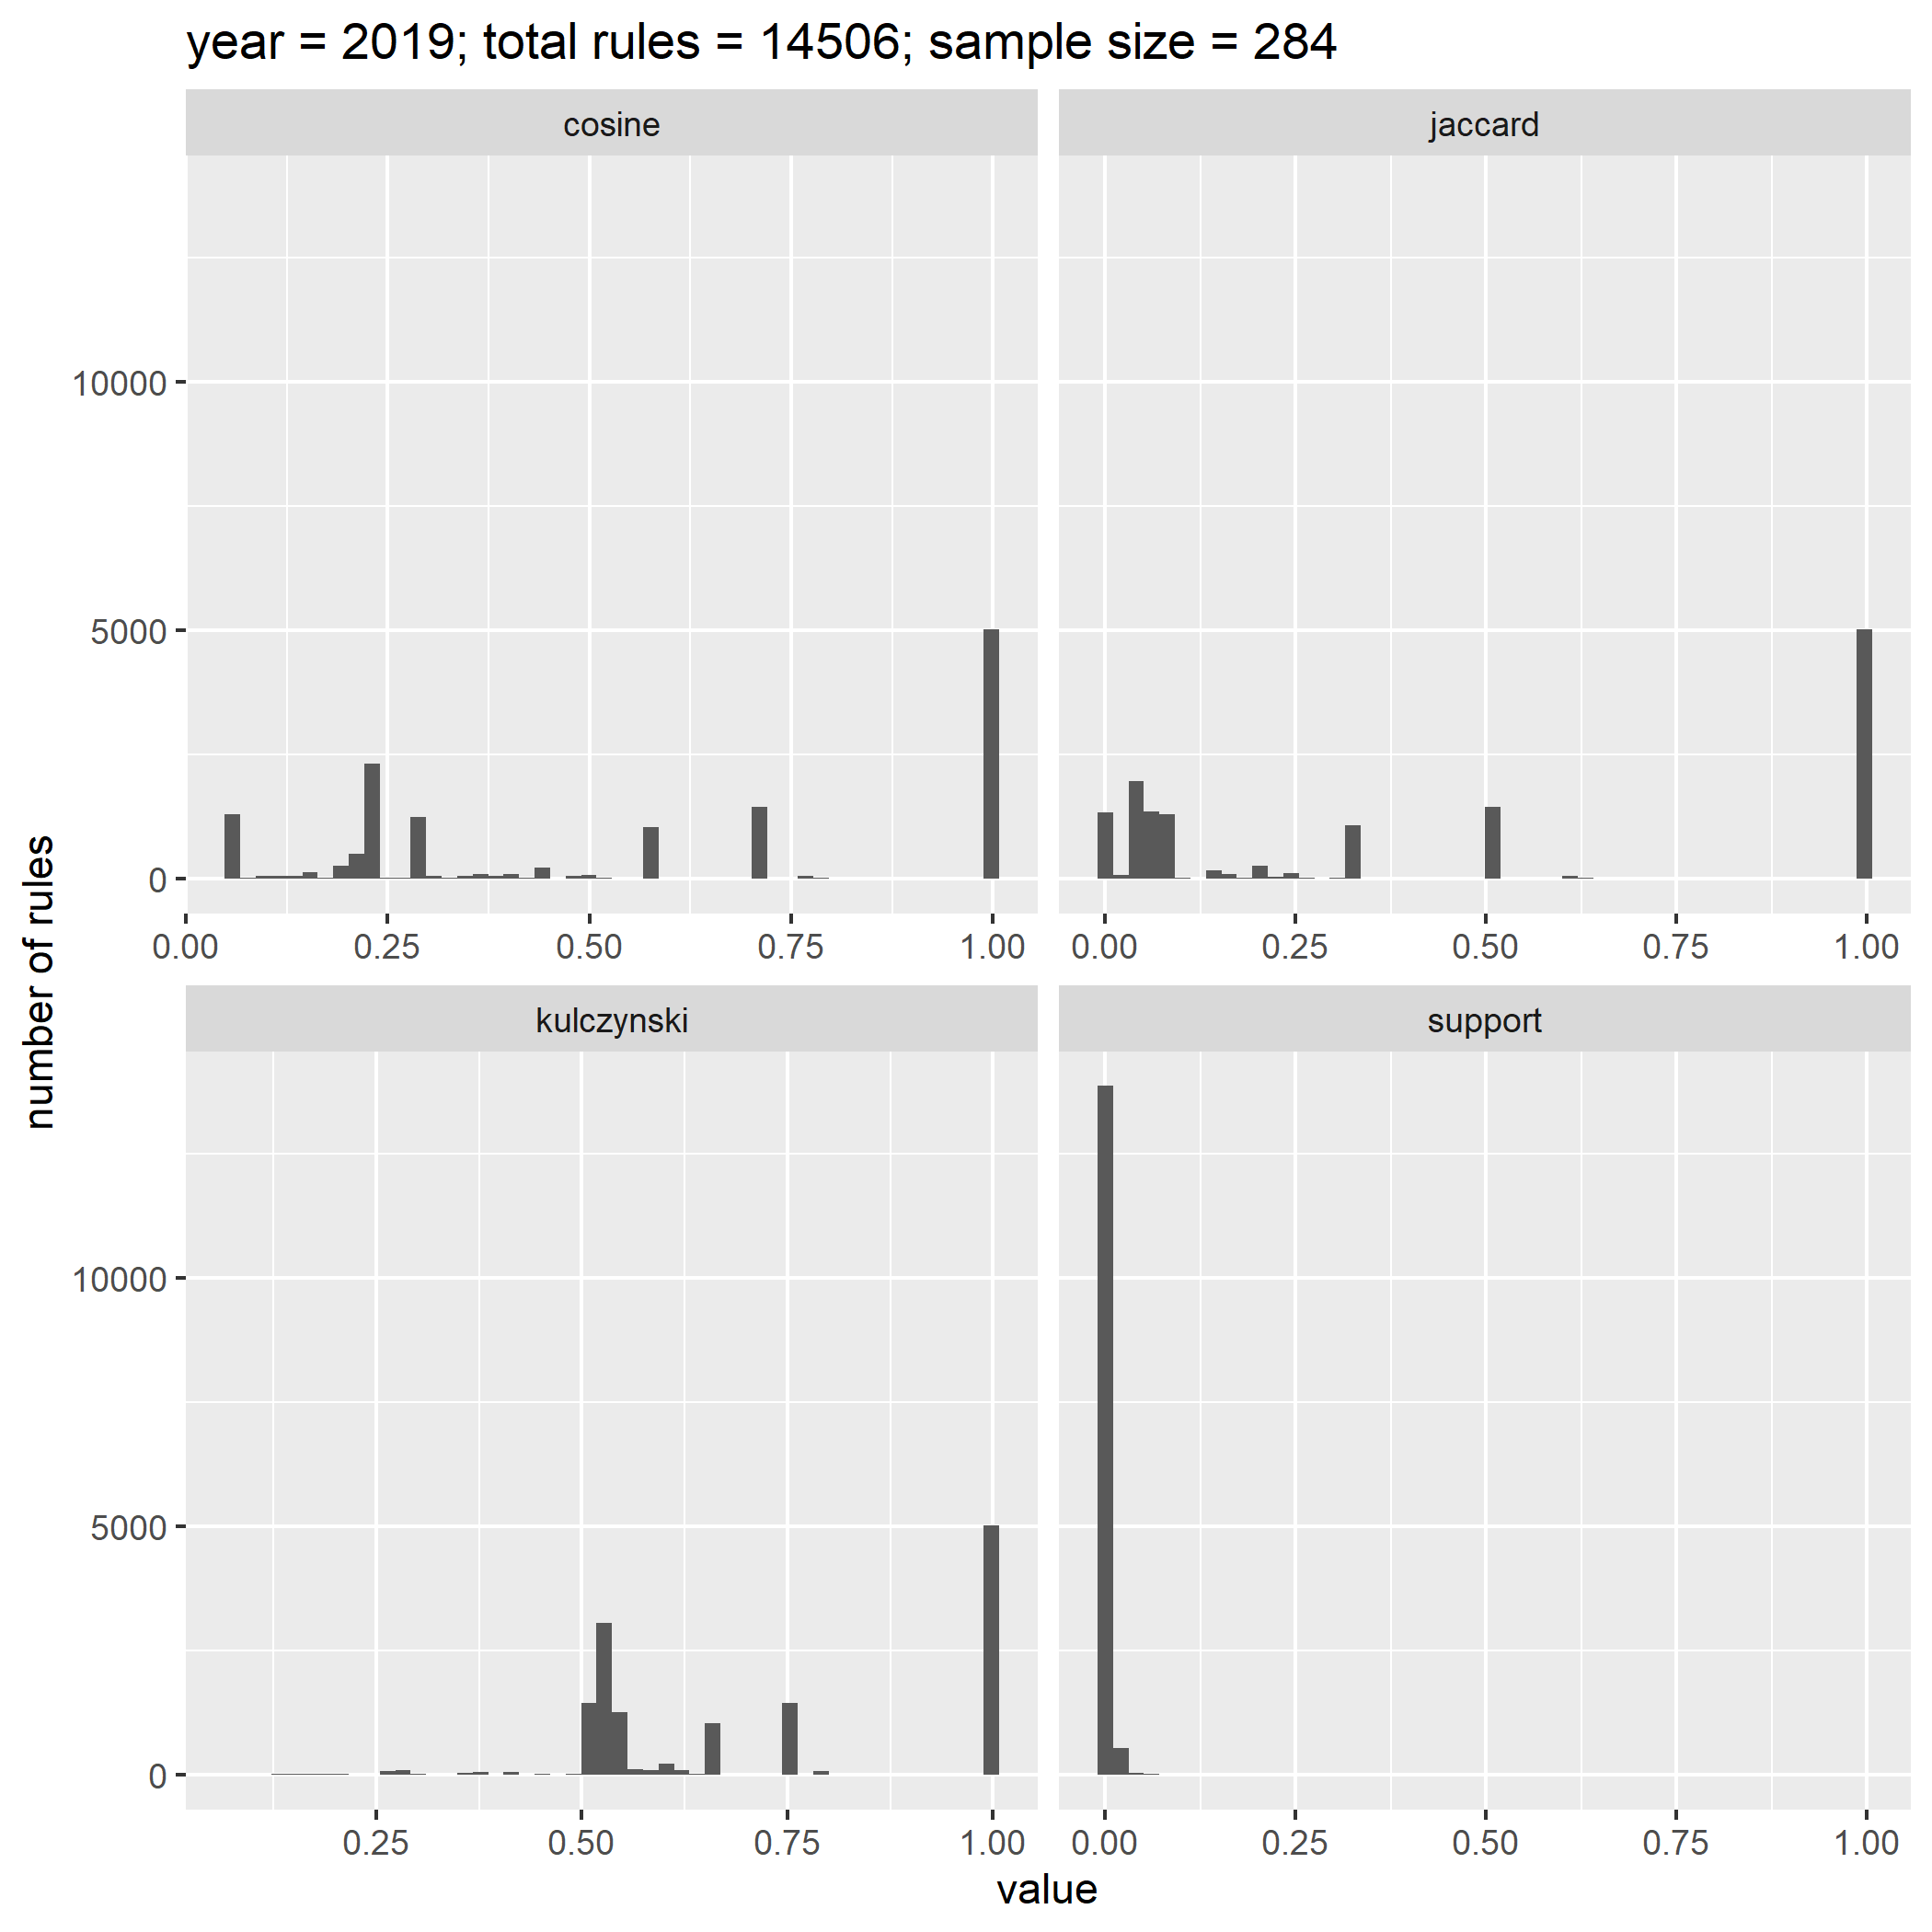 year = 2019; total rules = 14506; sample size = 284
cosine
jaccard
10000
5000
0
0.00 0.25 0.50 0.75 1.00
0.00 0.25 0.50 0.75 1.00
number of rules
kulczynski
support
10000
5000
0
0.25 0.50 0.75 1.00
0.00 0.25 0.50 0.75 1.00
value